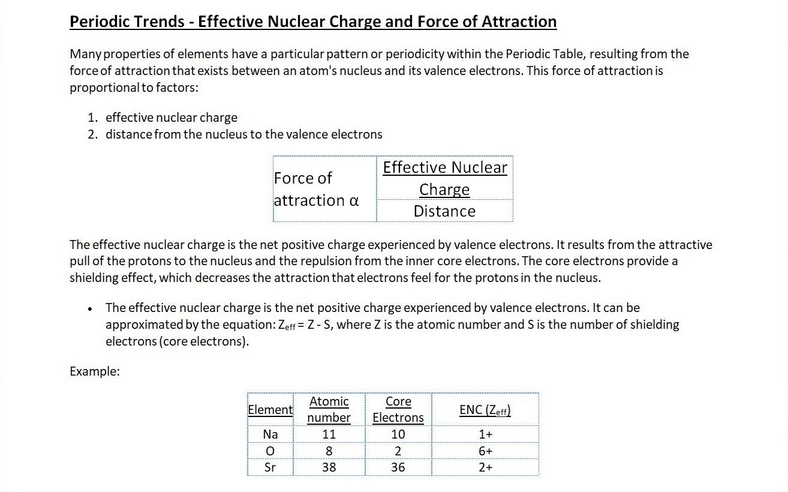 Periodic Trends - Effective Nuclear Charge and Force of Attraction
Many properties of elements have a particular pattern or periodicity within the Periodic Table, resulting from the
force of attraction that exists between an atom's nucleus and its valence electrons. This force of attraction is
proportional to factors:
1. effective nuclear charge
2. distance from the nucleus to the valence electrons
Force of
attraction α
Effective Nuclear
Charge
Distance
The effective nuclear charge is the net positive charge experienced by valence electrons. It results from the attractive
pull of the protons to the nucleus and the repulsion from the inner core electrons. The core electrons provide a
shielding effect, which decreases the attraction that electrons feel for the protons in the nucleus.
• The effective nuclear charge is the net positive charge experienced by valence electrons. It can be
approximated by the equation: Zeff = Z - S, where Z is the atomic number and S is the number of shielding
electrons (core electrons).
Example:
Element Atomic number Core Electrons ENC (Zeff)
Na 11 10 1+
O 8 2 6+
Sr 38 36 2+